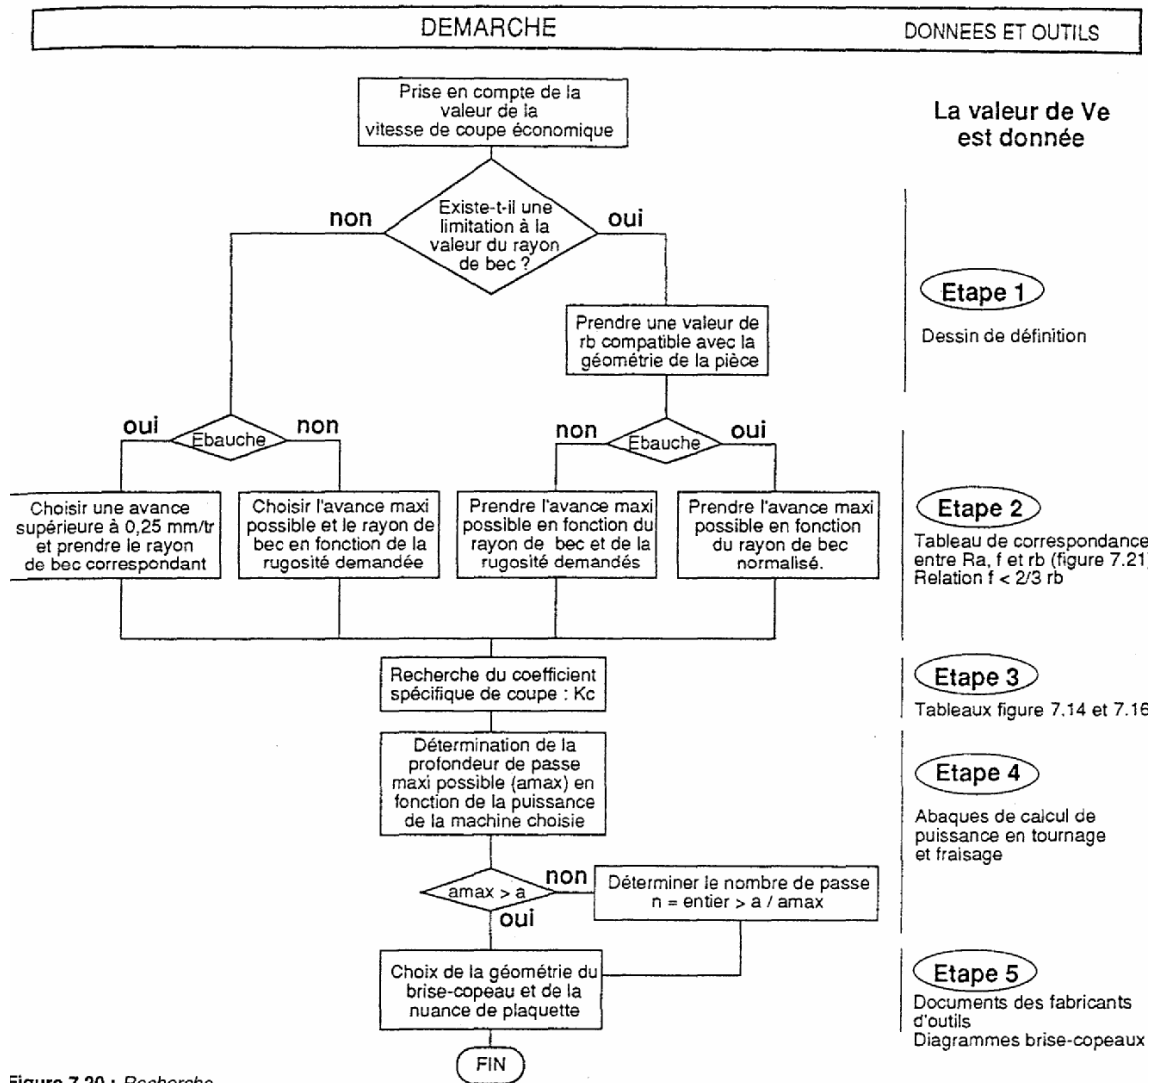 DEMARCHE
DONNEES ET OUTILS
Prise en compte de la
valeur de la
vitesse de coupe économique
La valeur de Ve
est donnée
non
Existe-t-il une
limitation à la
valeur du rayon
de bec ?
oui
Etape 1
Dessin de définition
Prendre une valeur de
rb compatible avec la
géométrie de la pièce
oui
Ebauche
non
non
Ebauche
oui
Choisir une avance
supérieure à 0,25 mm/tr
et prendre le rayon
de bec correspondant
Choisir l'avance maxi
possible et le rayon de
bec en fonction de la
rugosité demandée
Prendre l'avance maxi
possible en fonction du
rayon de bec et de la
rugosité demandés
Prendre l'avance maxi
possible en fonction
du rayon de bec
normalisé.
Etape 2
Tableau de correspondance
entre Ra, f et rb (figure 7.21)
Relation f < 2/3 rb
Recherche du coefficient
spécifique de coupe : Kc
Etape 3
Tableaux figure 7.14 et 7.16
Détermination de la
profondeur de passe
maxi possible (amax) en
fonction de la puissance
de la machine choisie
Etape 4
Abaques de calcul de
puissance en tournage
et fraisage
amax > a
non
oui
Déterminer le nombre de passe
n = entier > a / amax
Choix de la géométrie du
brise-copeau et de la
nuance de plaquette
Etape 5
Documents des fabricants
d'outils
Diagrammes brise-copeaux
FIN
Figure 7.20 : Recherche